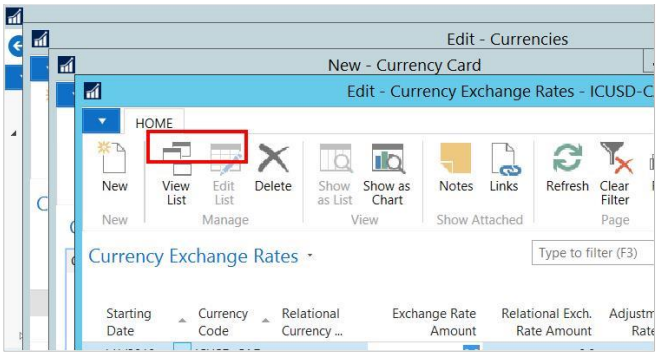 Edit - Currencies
New - Currency Card
Edit - Currency Exchange Rates - ICUSD-C
HOME
New
View List
Edit List
Delete
Show as List
Show as Chart
Notes
Links
Refresh
Clear Filter
New
Manage
View
Show Attached
Page
Currency Exchange Rates
Type to filter (F3)
Starting Date
Currency Code
Relational Currency ...
Exchange Rate Amount
Relational Exch. Rate Amount
Adjustm Rate